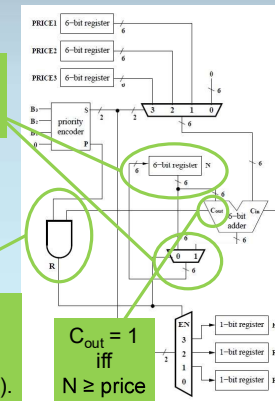 PRICE1 6-bit register 6
PRICE2 6-bit register 6
PRICE3 6-bit register 6
0
6
3 2 1 0
B
B
B
0
priority
encoder
S
P
2
2
6
6
6-bit register N
6
6
6
Cout Cin
6-bit
adder
6
0 1
R
EN
3
2
1
0
2
1-bit register
1-bit register
1-bit register
Cout = 1
iff
N ≥ price
).